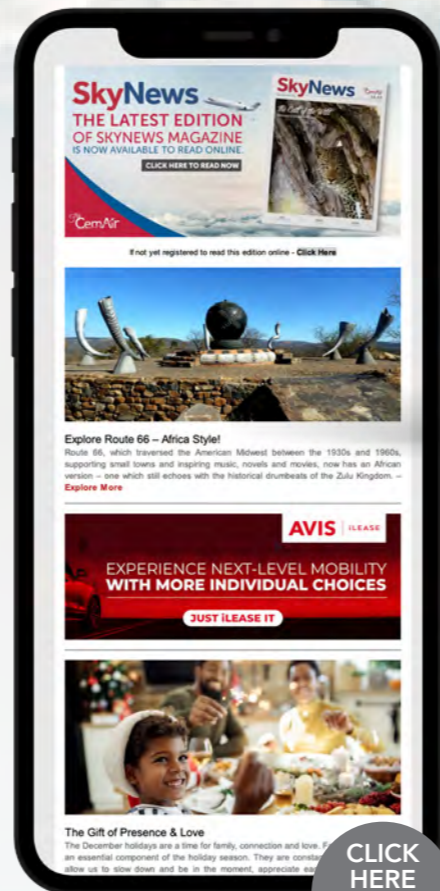 SkyNews
THE LATEST EDITION
OF SKYNEWS MAGAZINE
IS NOW AVAILABLE TO READ ONLINE.
CLICK HERE TO READ NOW
SkyNews
CemAir
Fly CemAir
If not yet registered to read this edition online - Click Here
Explore Route 66 – Africa Style!
Route 66, which traversed the American Midwest between the 1930s and 1960s,
supporting small towns and inspiring music, novels and movies, now has an African
version – one which still echoes with the historical drumbeats of the Zulu Kingdom. –
Explore More
AVIS iLEASE
EXPERIENCE NEXT-LEVEL MOBILITY
WITH MORE INDIVIDUAL CHOICES
JUST iLEASE IT
The Gift of Presence & Love
The December holidays are a time for family, connection and love.
an essential component of the holiday season. They are
allow us to slow down and be in the moment, appreciate
CLICK
HERE